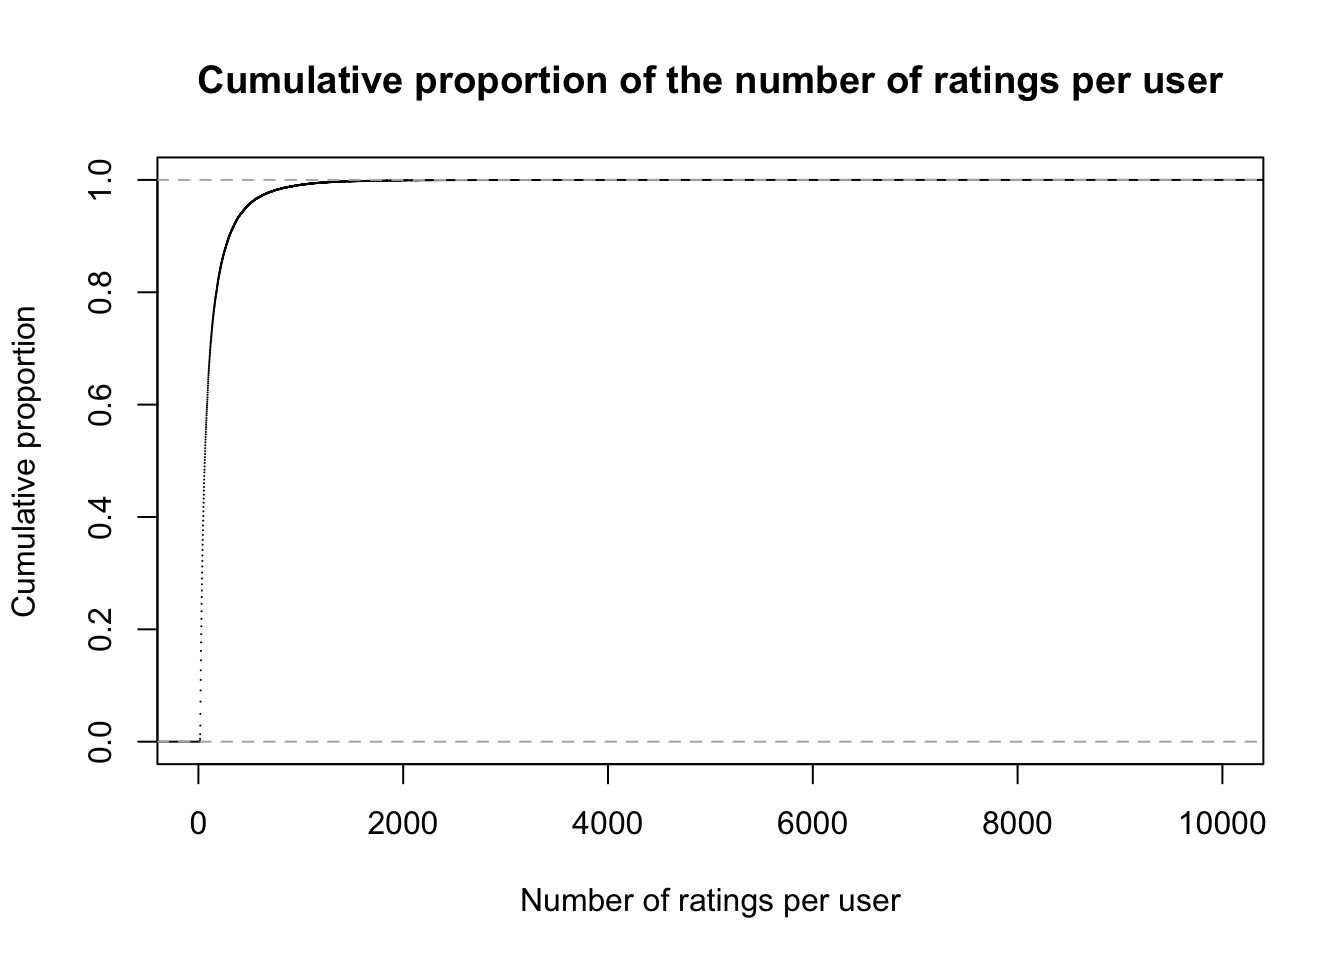 Cumulative proportion of the number of ratings per user
Cumulative proportion
1.0
0.8
0.6
0.4
0.2
0.0
0 2000 4000 6000 8000 10000
Number of ratings per user